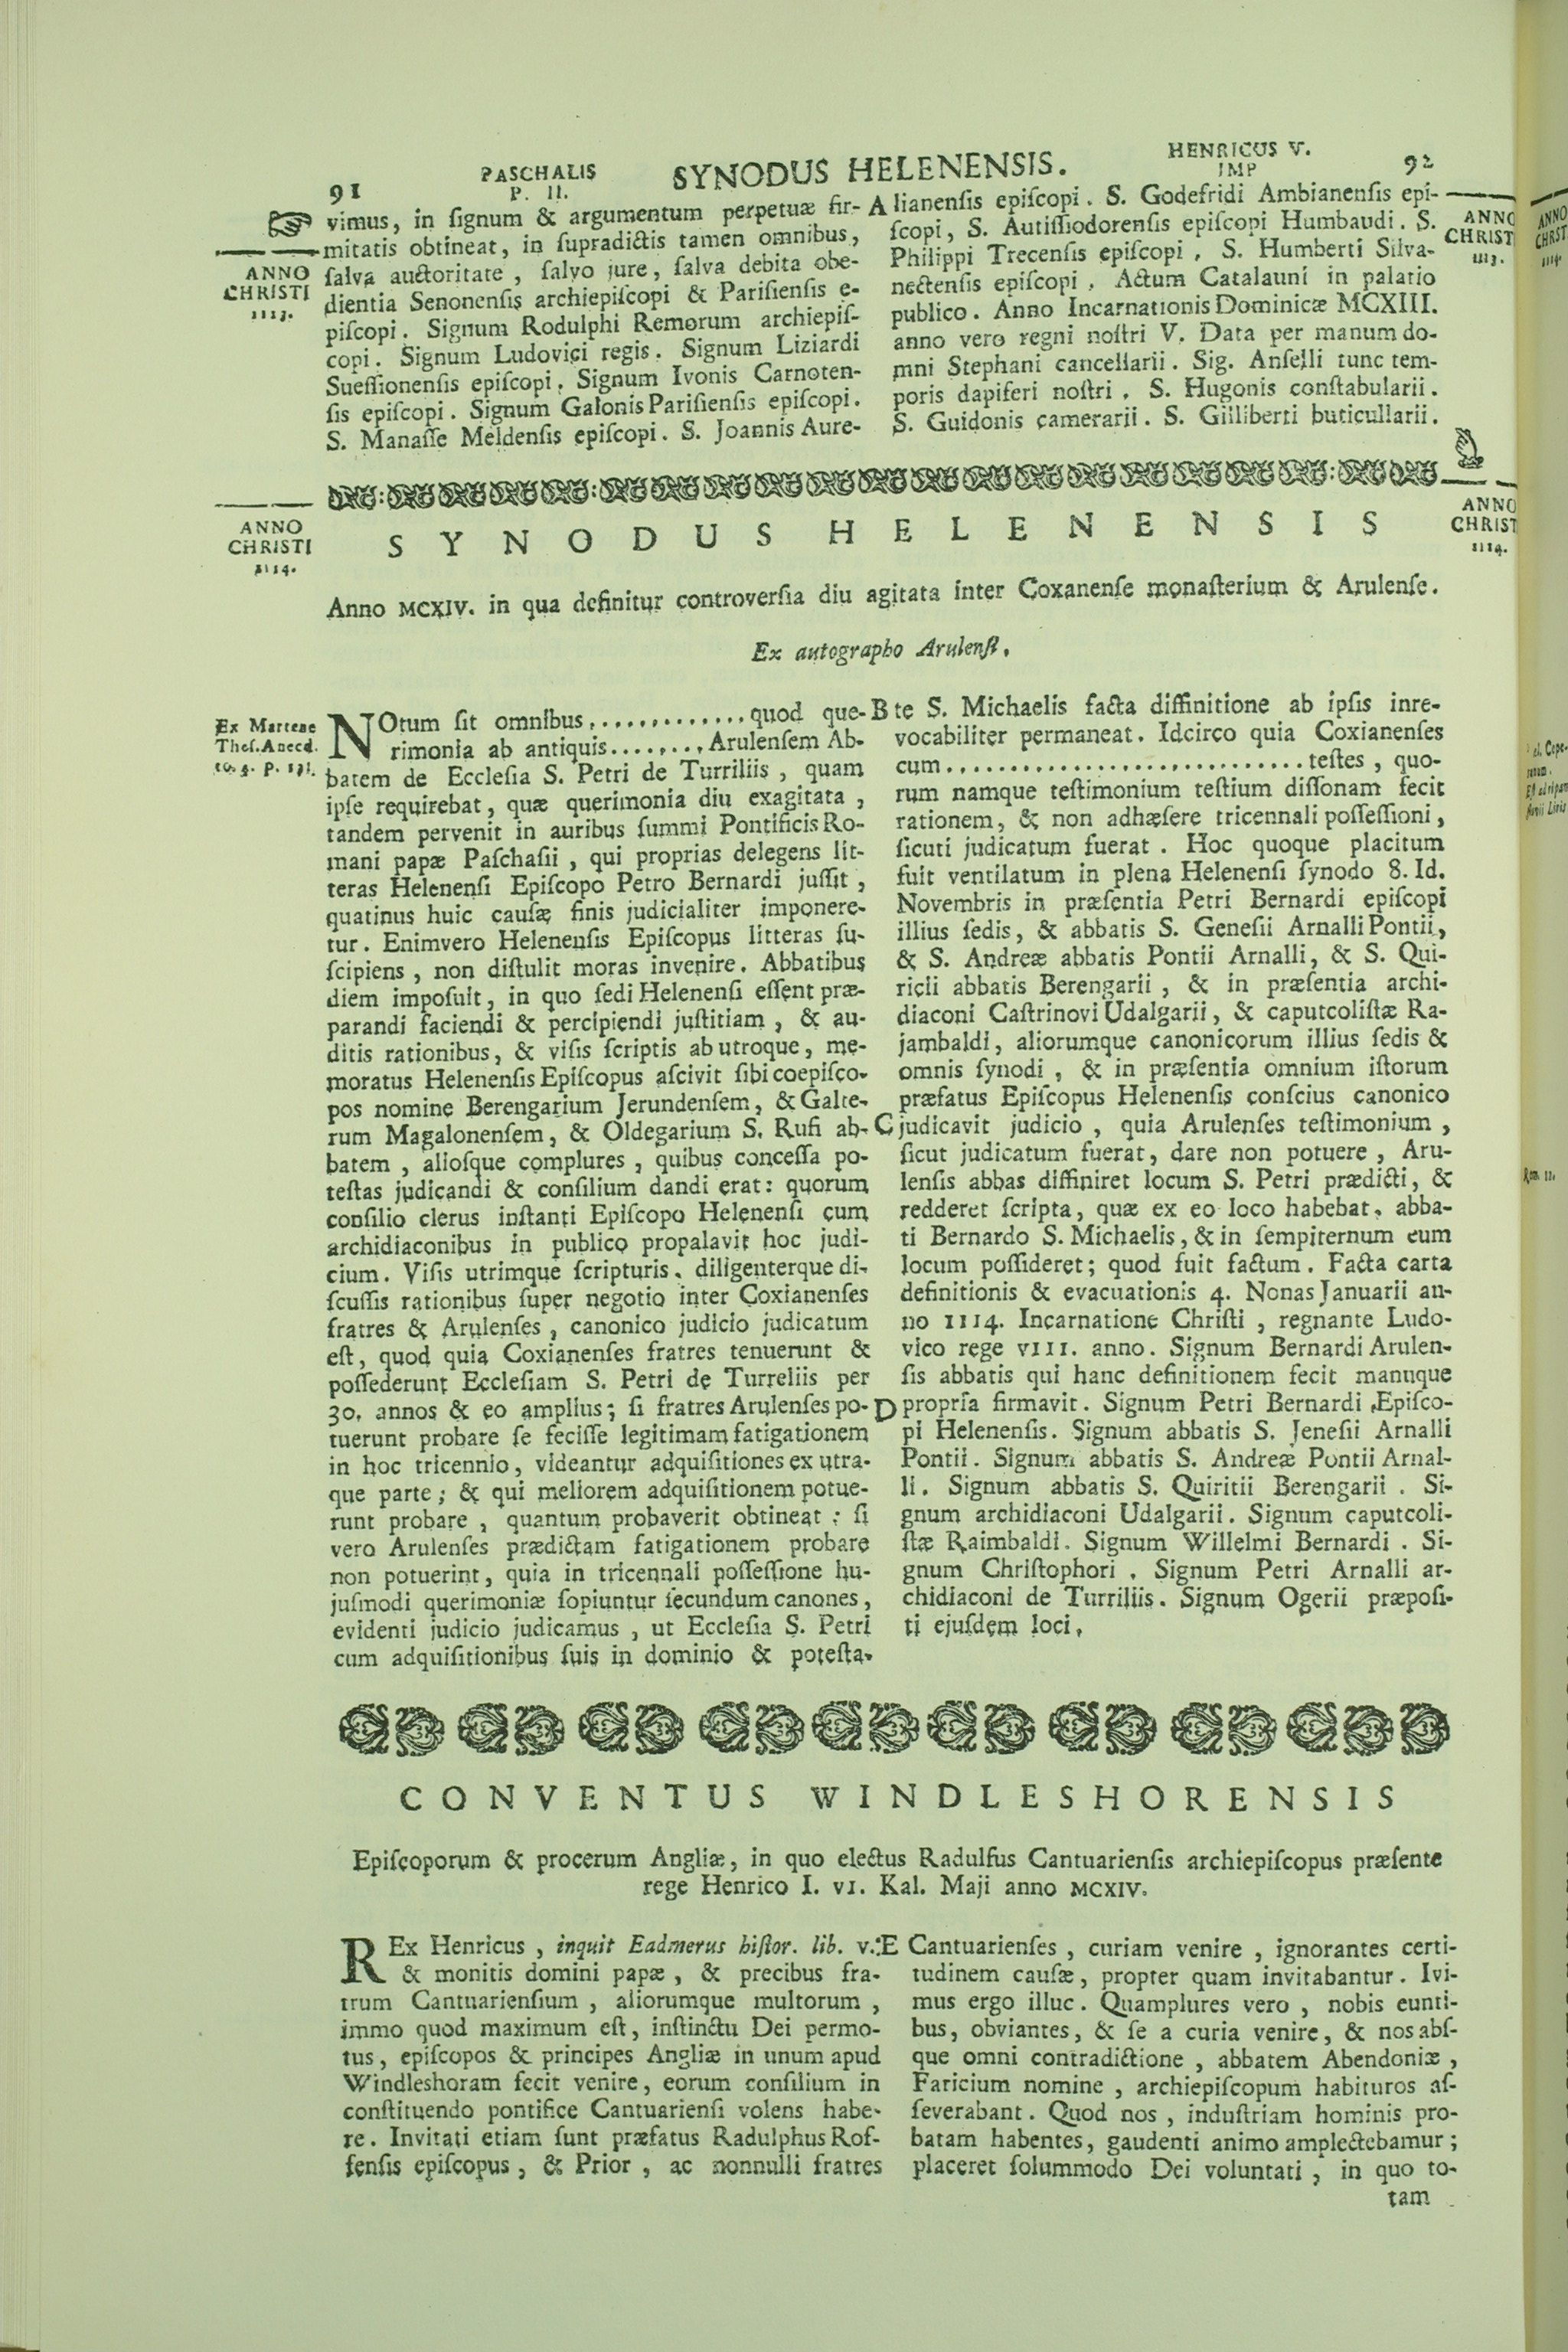 91
PASCHALIS
P. II.
SYNODUS HELENENSIS.
HENRICUS V.
IMP
92
vimus, in ſignum & argumentum perpetuæ fir-
mitatis obtineat, in ſupradictis tamen omnibus,
ſalva auctoritate, ſalvo jure, ſalva debita obe-
dientia Senonenſis archiepiſcopi & Pariſienſis e-
piſcopi. Signum Rodulphi Remorum archiepiſ-
copi. Signum Ludovici regis. Signum Liziardi
Sueſſionenſis epiſcopi. Signum Ivonis Carnoten-
ſis epiſcopi. Signum Galonis Pariſienſis epiſcopi.
S. Manaſſe Meldenſis epiſcopi. S. Joannis Aure-
ANNO
CHRISTI
1113.
A lianenſis epiſcopi. S. Godefridi Ambianenſis epi-
ſcopi, S. Autiſſiodorenſis epiſcopi Humbaudi. S.
Philippi Trecenſis epiſcopi, S. Humberti Silva-
nectenſis epiſcopi. Actum Catalauni in palatio
publico. Anno Incarnationis Dominicæ MCXIII.
anno vero regni noſtri V. Data per manum do-
mni Stephani cancellarii. Sig. Anſelli tunc tem-
poris dapiferi noſtri. S. Hugonis conſtabularii.
S. Guidonis camerarii. S. Gilliberti buticullarii.
ANNO
CHRISTI
1113.
ANNO
CHRISTI
1114.
SYNODUS HELENENSIS
ANNO
CHRIST
1114.
Anno MCXIV. in qua definitur controverſia diu agitata inter Coxanenſe monaſterium & Arulenſe.
Ex autographo Arulenſi.
Ex Martene
Theſ. Anecd.
NOtum ſit omnibus.............quod que-
rimonia ab antiquis........Arulenſem Ab-
batem de Eccleſia S. Petri de Turriliis, quam
ipſe requirebat, quæ querimonia diu exagitata,
tandem pervenit in auribus ſummi Pontificis Ro-
mani papæ Paſchaſii, qui proprias delegens lit-
teras Helenenſi Epiſcopo Petro Bernardi juſſit,
quatinus huic cauſæ finis judicialiter imponere-
tur. Enimvero Helenenſis Epiſcopus litteras ſu-
ſcipiens, non diſtulit moras invenire. Abbatibus
diem impoſuit, in quo ſedi Helenenſi eſſent præ-
parandi faciendi & percipiendi juſtitiam, & au-
ditis rationibus, & viſis ſcriptis ab utroque, me-
moratus Helenenſis Epiſcopus aſcivit ſibi coepiſco-
pos nomine Berengarium Jerundenſem, & Galte-
rum Magalonenſem, & Oldegarium S. Rufi ab-
batem, alioſque complures, quibus conceſſa po-
teſtas judicandi & conſilium dandi erat: quorum
conſilio clerus inſtanti Epiſcopo Helenenſi cum
archidiaconibus in publico propalavit hoc judi-
cium. Viſis utrimque ſcripturis, diligenterque di-
ſcuſſis rationibus ſuper negotio inter Coxianenſes
fratres & Arulenſes, canonico judicio judicatum
eſt, quod quia Coxianenſes fratres tenuerunt &
poſſederunt Eccleſiam S. Petri de Turreliis per
30. annos & eo amplius; ſi fratres Arulenſes po-
tuerunt probare ſe feciſſe legitimam fatigationem
in hoc tricennio, videantur adquiſitiones ex utra-
que parte; & qui meliorem adquiſitionem potue-
runt probare, quantum probaverit obtineat: ſi
vero Arulenſes prædictam fatigationem probare
non potuerint, quia in tricennali poſſeſſione hu-
juſmodi querimoniæ ſopiuntur ſecundum canones,
evidenti judicio judicamus, ut Eccleſia S. Petri
cum adquiſitionibus ſuis in dominio & poteſta-
B te S. Michaelis facta diffinitione ab ipſis inre-
vocabiliter permaneat. Idcirco quia Coxianenſes
cum............................teſtes, quo-
rum namque teſtimonium teſtium diſſonam fecit
rationem, & non adhæſere tricennali poſſeſſioni,
ſicuti judicatum fuerat. Hoc quoque placitum
fuit ventilatum in plena Helenenſi ſynodo 8. Id.
Novembris in præſentia Petri Bernardi epiſcopi
illius ſedis, & abbatis S. Geneſii Arnalli Pontii,
& S. Andreæ abbatis Pontii Arnalli, & S. Qui-
ricii abbatis Berengarii, & in præſentia archi-
diaconi Caſtrinovi Udalgarii, & caputcoliſtæ Ra-
jambaldi, aliorumque canonicorum illius ſedis &
omnis ſynodi, & in præſentia omnium iſtorum
præfatus Epiſcopus Helenenſis conſcius canonico
C judicavit judicio, quia Arulenſes teſtimonium,
ſicut judicatum fuerat, dare non potuere, Aru-
lenſis abbas diffiniret locum S. Petri prædicti, &
redderet ſcripta, quæ ex eo loco habebat, abba-
ti Bernardo S. Michaelis, & in ſempiternum eum
locum poſſideret; quod fuit factum. Facta carta
definitionis & evacuationis 4. Nonas Januarii an-
no 1114. Incarnatione Chriſti, regnante Ludo-
vico rege VIII. anno. Signum Bernardi Arulen-
ſis abbatis qui hanc definitionem fecit manuque
D propria firmavit. Signum Petri Bernardi Epiſco-
pi Helenenſis. Signum abbatis S. Jeneſii Arnalli
Pontii. Signum abbatis S. Andreæ Pontii Arnal-
li. Signum abbatis S. Quiritii Berengarii. Si-
gnum archidiaconi Udalgarii. Signum caputcoli-
ſtæ Raimbaldi. Signum Willelmi Bernardi. Si-
gnum Chriſtophori. Signum Petri Arnalli ar-
chidiaconi de Turriliis. Signum Ogerii præpoſi-
ti ejuſdem loci.
CONVENTUS WINDLESHORENSIS
Epiſcoporum & procerum Angliæ, in quo electus Radulfus Cantuarienſis archiepiſcopus præſente
rege Henrico I. VI. Kal. Maji anno MCXIV.
REx Henricus, inquit Eadmerus hiſtor. lib. V.:
& monitis domini papæ, & precibus fra-
trum Cantuarienſium, aliorumque multorum,
immo quod maximum eſt, inſtinctu Dei permo-
tus, epiſcopos & principes Angliæ in unum apud
Windleshoram fecit venire, eorum conſilium in
conſtituendo pontifice Cantuarienſi volens habe-
re. Invitati etiam ſunt præfatus Radulphus Rof-
fenſis epiſcopus, & Prior, ac nonnulli fratres
E Cantuarienſes, curiam venire, ignorantes certi-
tudinem cauſæ, propter quam invitabantur. Ivi-
mus ergo illuc. Quamplures vero, nobis eunti-
bus, obviantes, & ſe a curia venire, & nos abſ-
que omni contradictione, abbatem Abendoniæ,
Faricium nomine, archiepiſcopum habituros aſ-
ſeverabant. Quod nos, induſtriam hominis pro-
batam habentes, gaudenti animo amplectebamur;
placeret ſolummodo Dei voluntati, in quo to-
tam